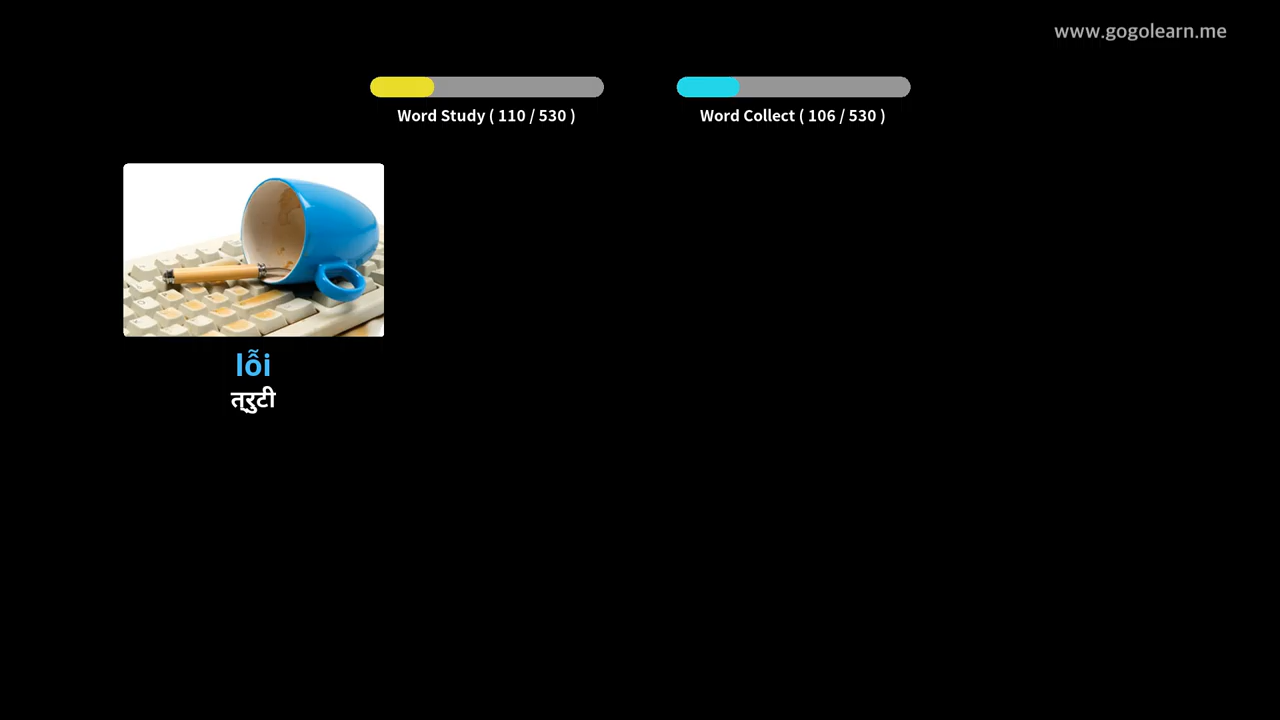 www.gogolearn.me
Word Study ( 110 / 530 )
Word Collect ( 106 / 530 )
lỗi
त्रुटी